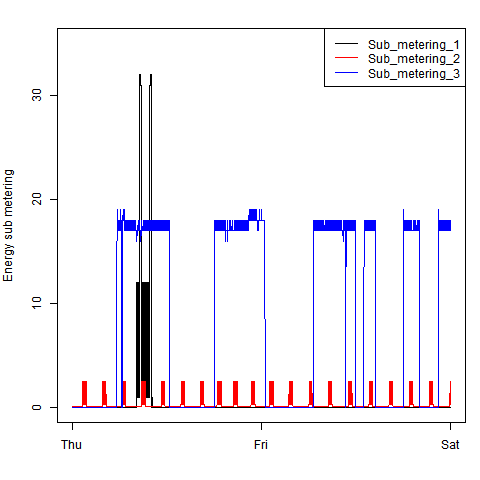 Sub_metering_1
Sub_metering_2
Sub_metering_3
Energy sub metering
30
20
10
0
Thu Fri Sat